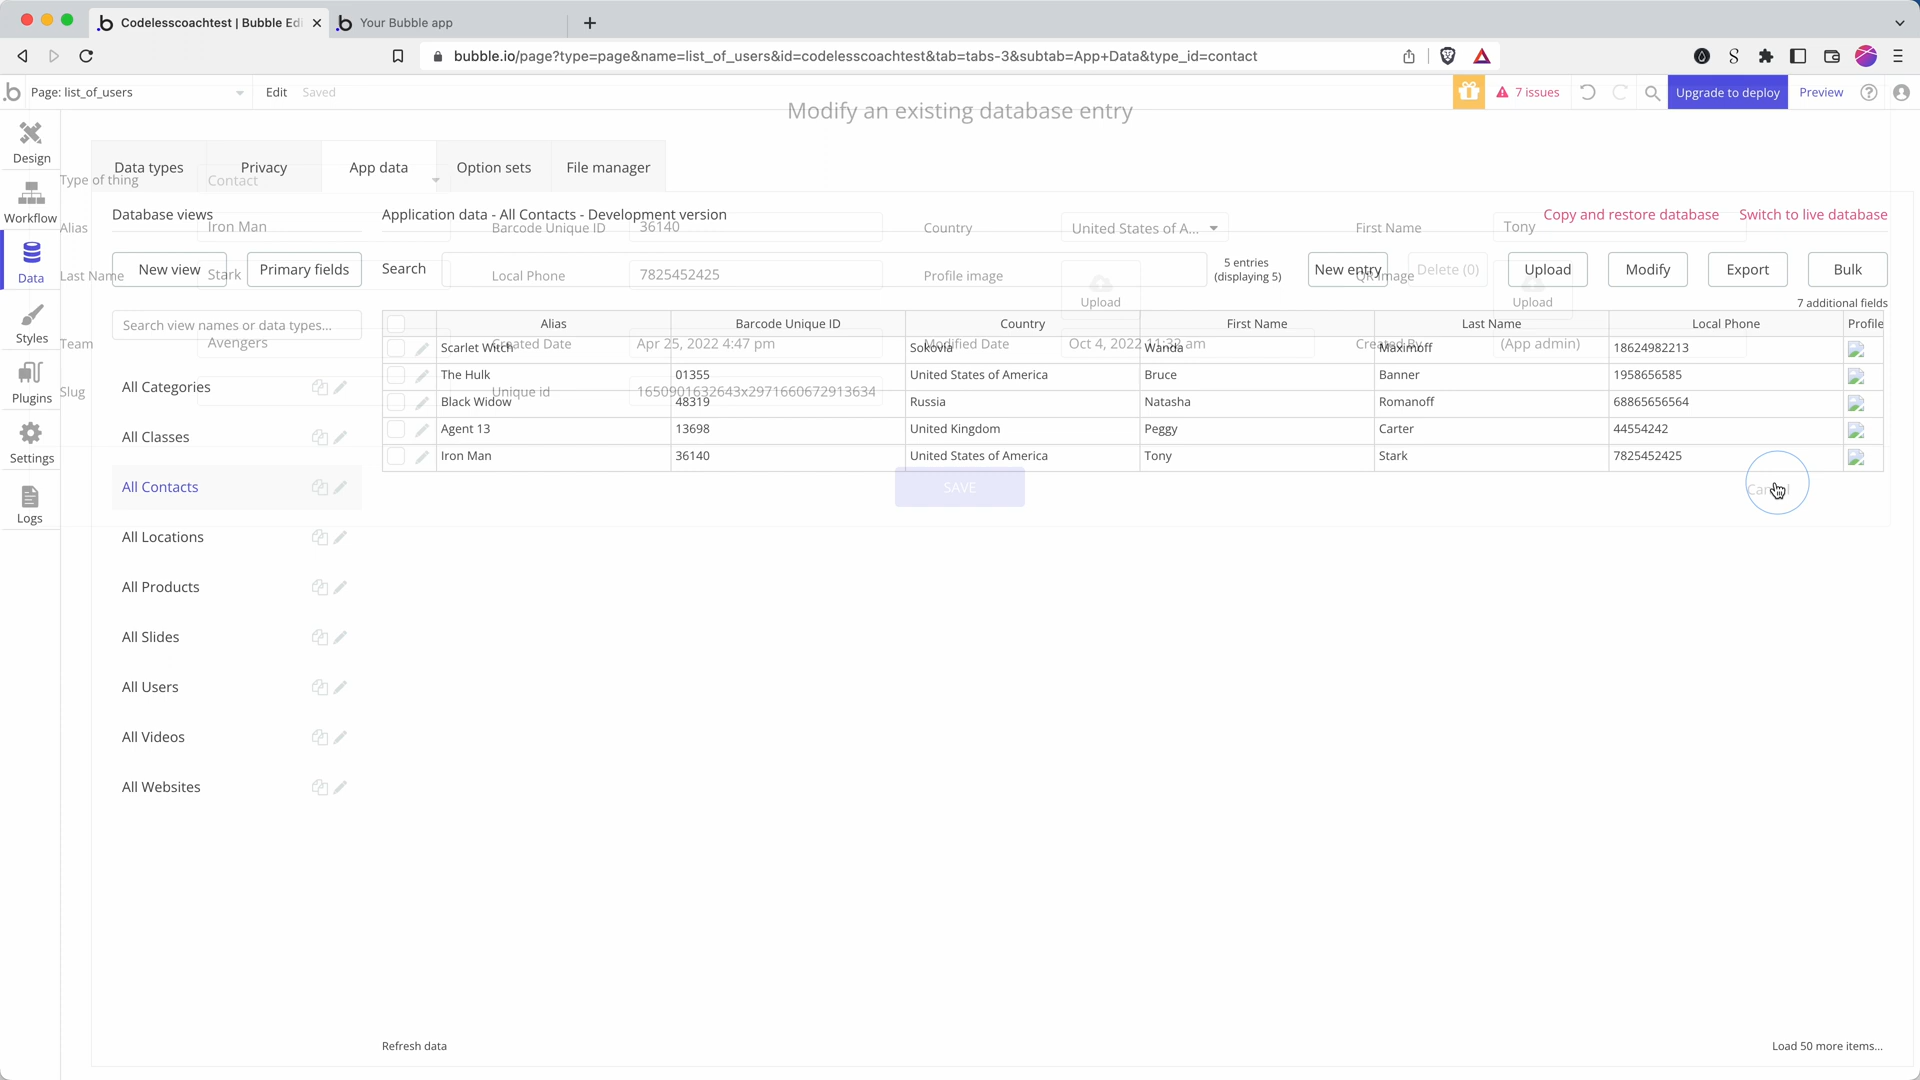 Codelesscoachtest | Bubble Edi
Your Bubble app
bubble.io/page?type=page&name=list_of_users&id=codelesscoachtest&tab=tabs-3&subtab=App+Data&type_id=contact
Page: list_of_users
Edit
Saved
7 issues
Upgrade to deploy
Preview
Modify an existing database entry
Design
Workflow
Data
Styles
Plugins
Settings
Logs
Data types
Privacy
App data
Option sets
File manager
Type of thing
Contact
Database views
Application data - All Contacts - Development version
Copy and restore database
Switch to live database
Alias
Iron Man
Barcode Unique ID
36140
Country
United States of A...
First Name
Tony
New view
Primary fields
Search
5 entries
(displaying 5)
New entry
Delete (0)
Upload
Modify
Export
Bulk
Last Name
Stark
Local Phone
7825452425
Profile image
Upload
QR Image
Upload
7 additional fields
Search view names or data types...
Alias Barcode Unique ID Country First Name Last Name Local Phone Profile
Team
Avengers
Created Date
Apr 25, 2022 4:47 pm
Modified Date
Oct 4, 2022 11:32 am
Created By
(App admin)
Scarlet Witch Sokovia Wanda Maximoff 18624982213
The Hulk 01355 United States of America Bruce Banner 1958656585
Slug
Unique id
1650901632643x2971660672913634
Black Widow 48319 Russia Natasha Romanoff 68865656564
Agent 13 13698 United Kingdom Peggy Carter 44554242
Iron Man 36140 United States of America Tony Stark 7825452425
SAVE
All Categories
All Classes
All Contacts
All Locations
All Products
All Slides
All Users
All Videos
All Websites
Refresh data
Load 50 more items...